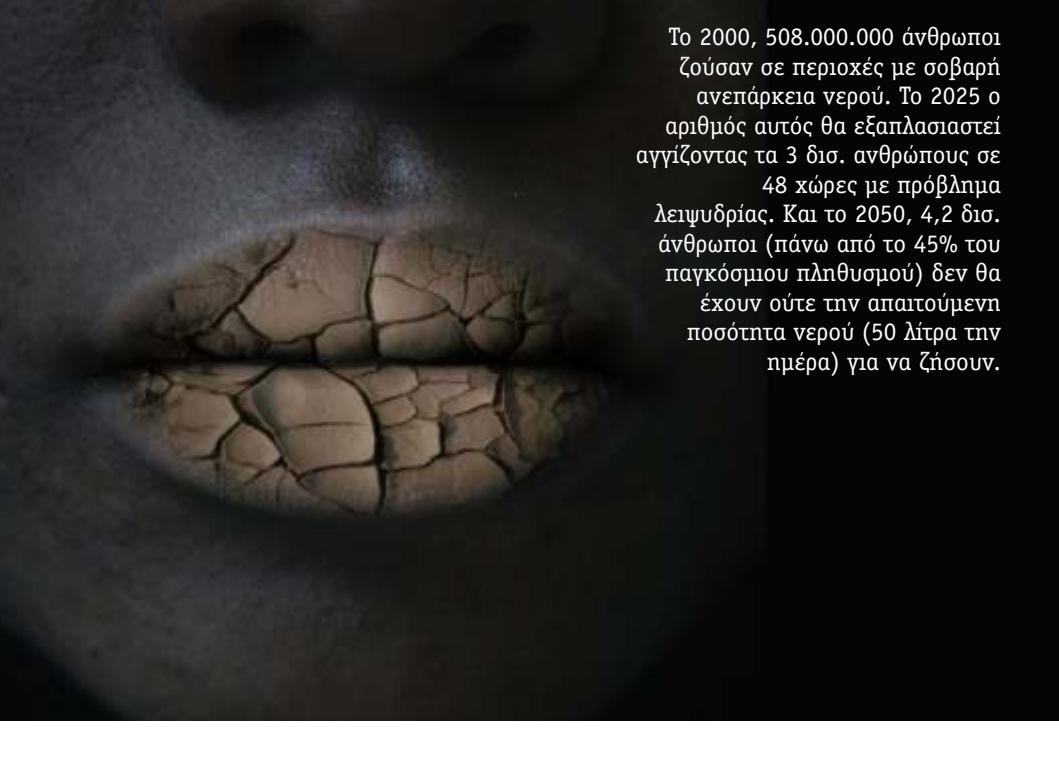 Το 2000, 508.000.000 άνθρωποι
ζούσαν σε περιοχές με σοβαρή
ανεπάρκεια νερού. Το 2025 ο
αριθμός αυτός θα εξαπλασιαστεί
αγγίζοντας τα 3 δισ. ανθρώπους σε
48 χώρες με πρόβλημα
λειψυδρίας. Και το 2050, 4,2 δισ.
άνθρωποι (πάνω από το 45% του
παγκόσμιου πληθυσμού) δεν θα
έχουν ούτε την απαιτούμενη
ποσότητα νερού (50 λίτρα την
ημέρα) για να ζήσουν.